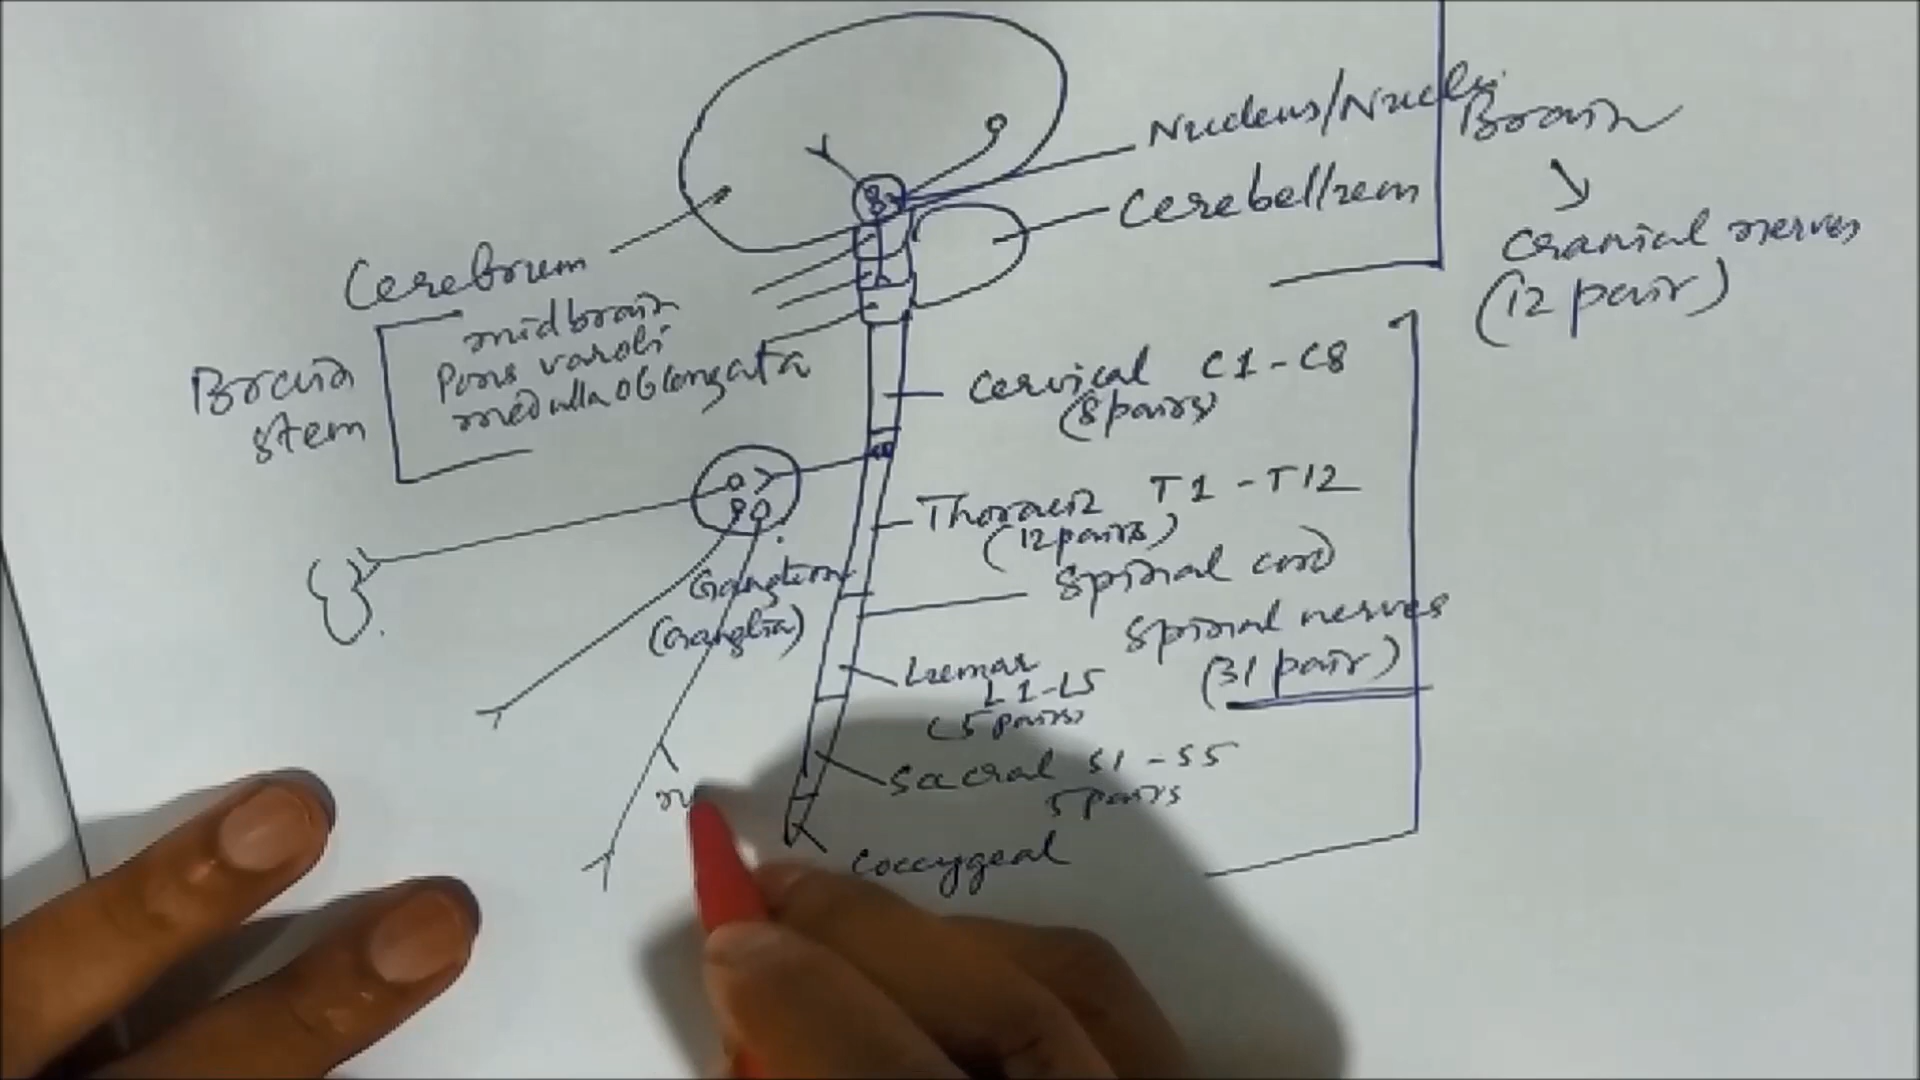 Nucleus/Nuclei
Brain
Cerebellum
cranial nerves
(12 pair)
Cerebrum
Brain
stem
midbrain
Pons varoli
medulla oblongata
Cervical C1-C8
(8 pairs)
Thoracic T1-T12
(12 pairs)
spinal cord
spinal nerves
(31 pair)
Ganglion
(Ganglia)
Lumar
L1-L5
(5 pairs)
Sacral S1-S5
5 pairs
coccygeal